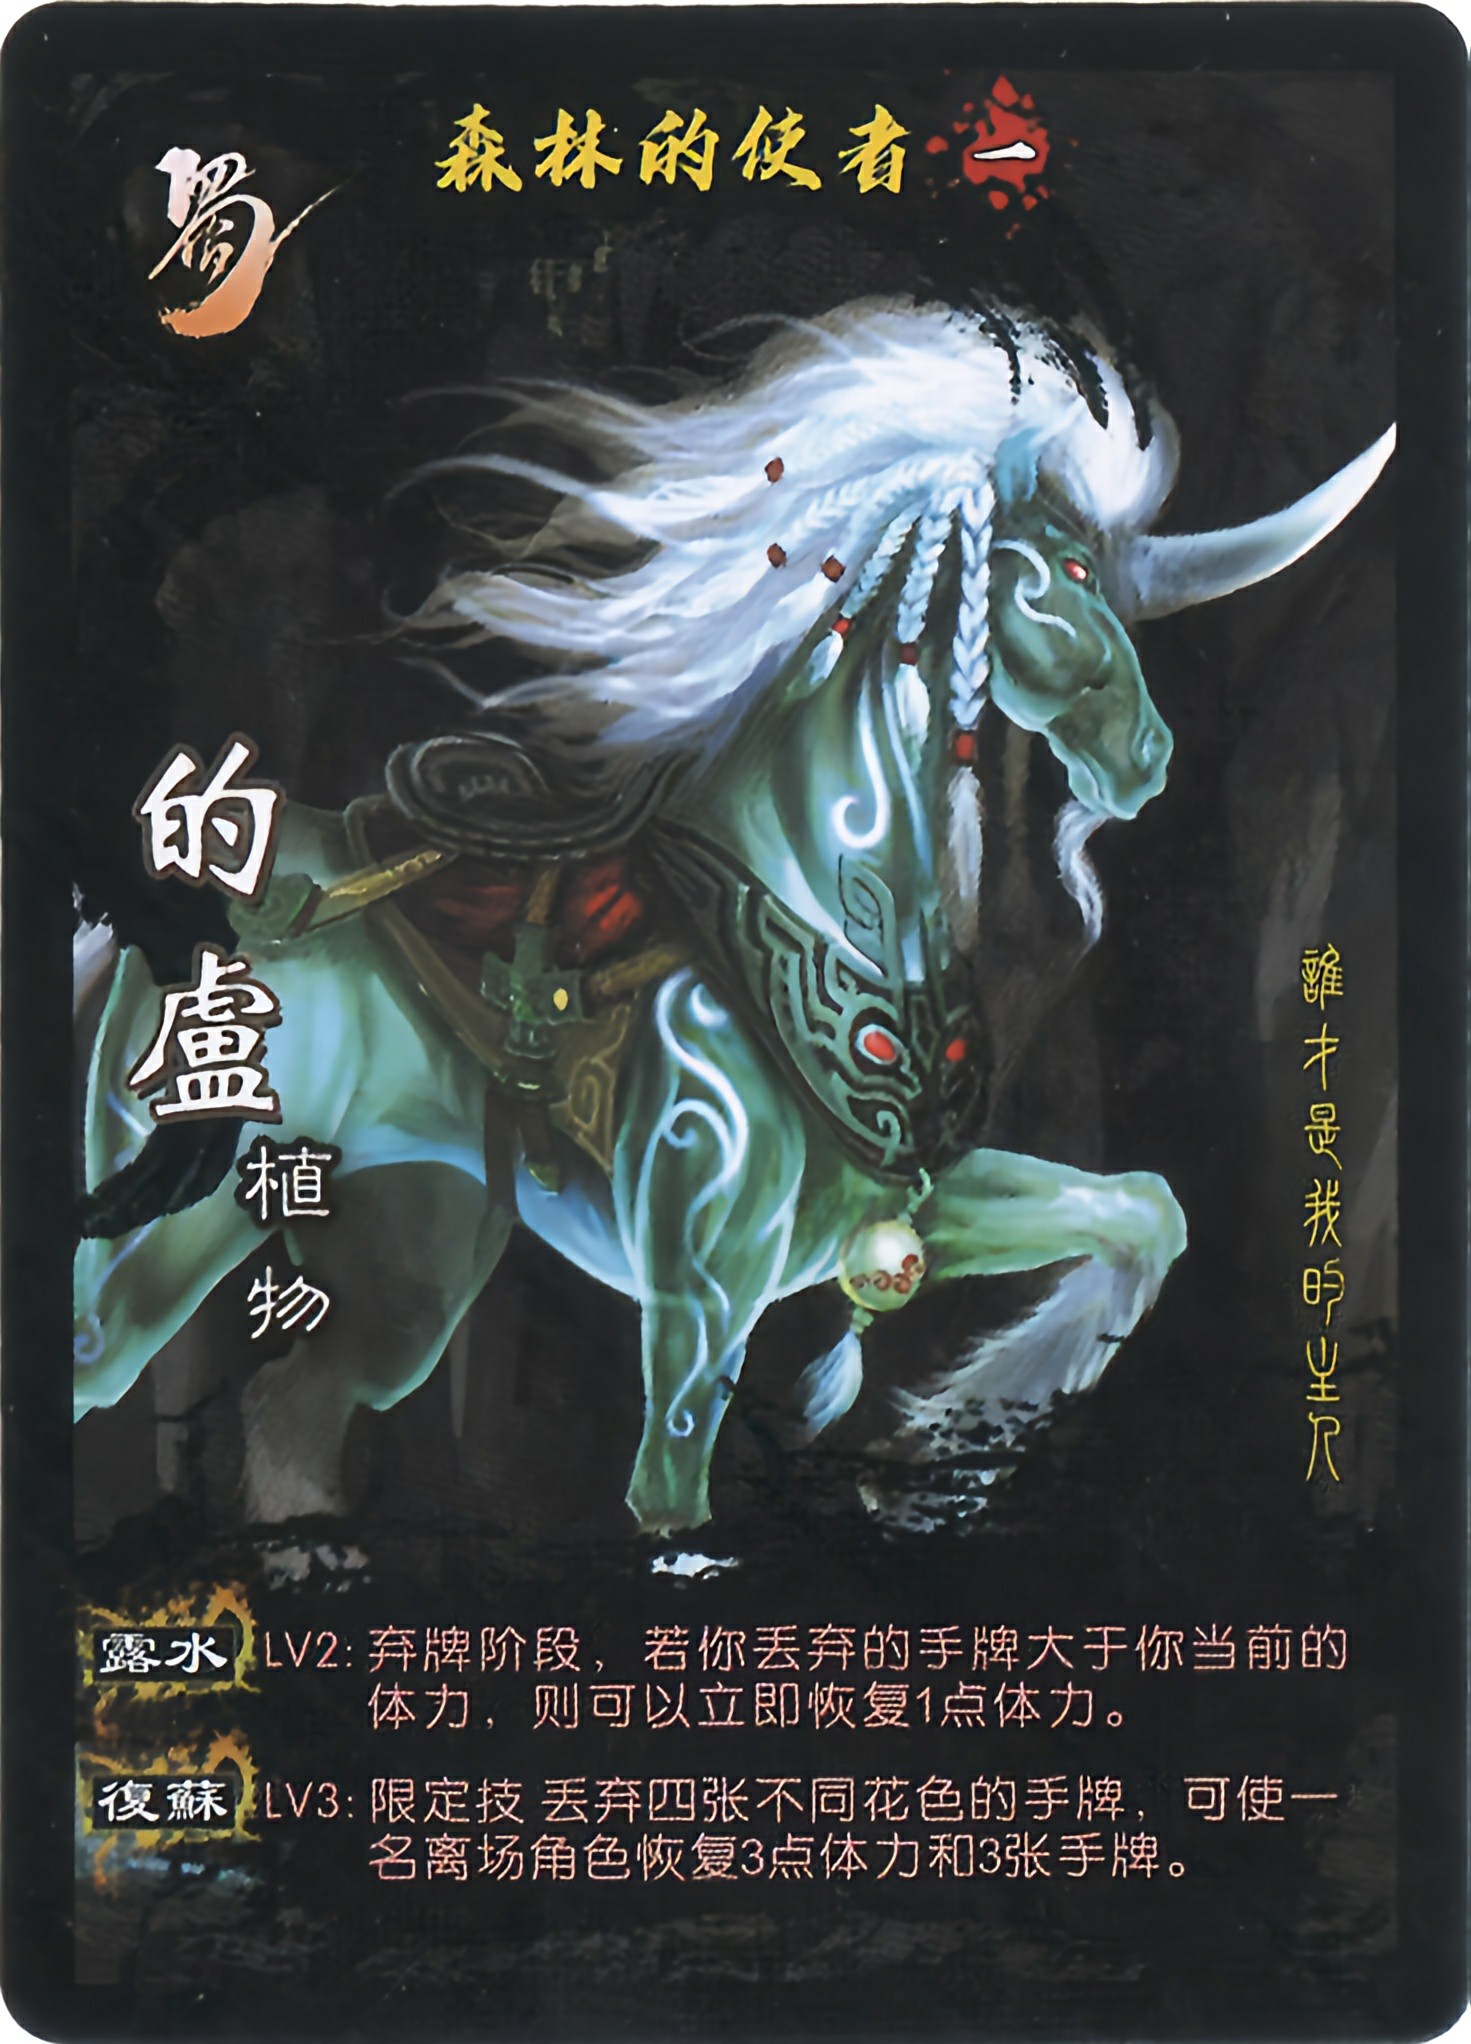 森林的使者 一
蜀
的盧
植物
誰才是我的主人
露水 LV2: 弃牌阶段，若你丢弃的手牌大于你当前的
体力，则可以立即恢复1点体力。
復蘇 LV3: 限定技 丢弃四张不同花色的手牌，可使一
名离场角色恢复3点体力和3张手牌。